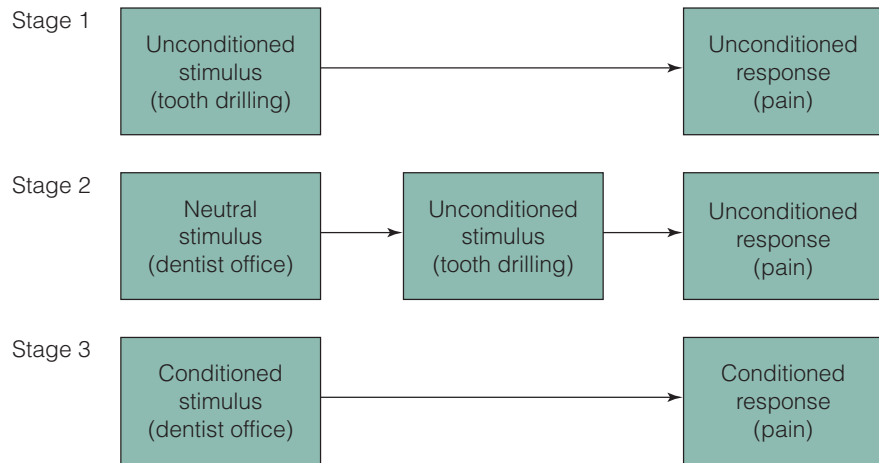 Stage 1
Unconditioned
stimulus
(tooth drilling)
Unconditioned
response
(pain)
Stage 2
Neutral
stimulus
(dentist office)
Unconditioned
stimulus
(tooth drilling)
Unconditioned
response
(pain)
Stage 3
Conditioned
stimulus
(dentist office)
Conditioned
response
(pain)